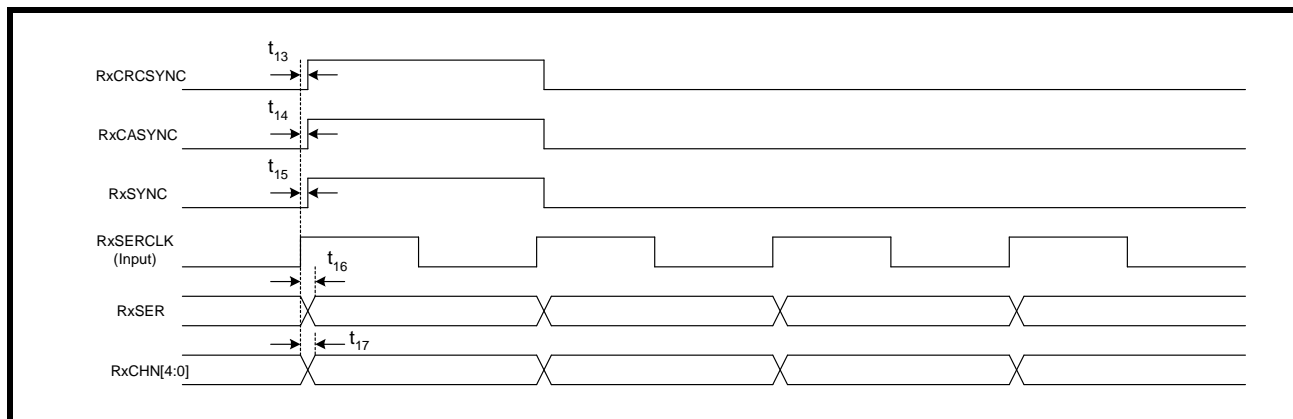 t13
RxCRCSYNC
t14
RxCASYNC
t15
RxSYNC
RxSERCLK
(Input)
t16
RxSER
t17
RxCHN[4:0]